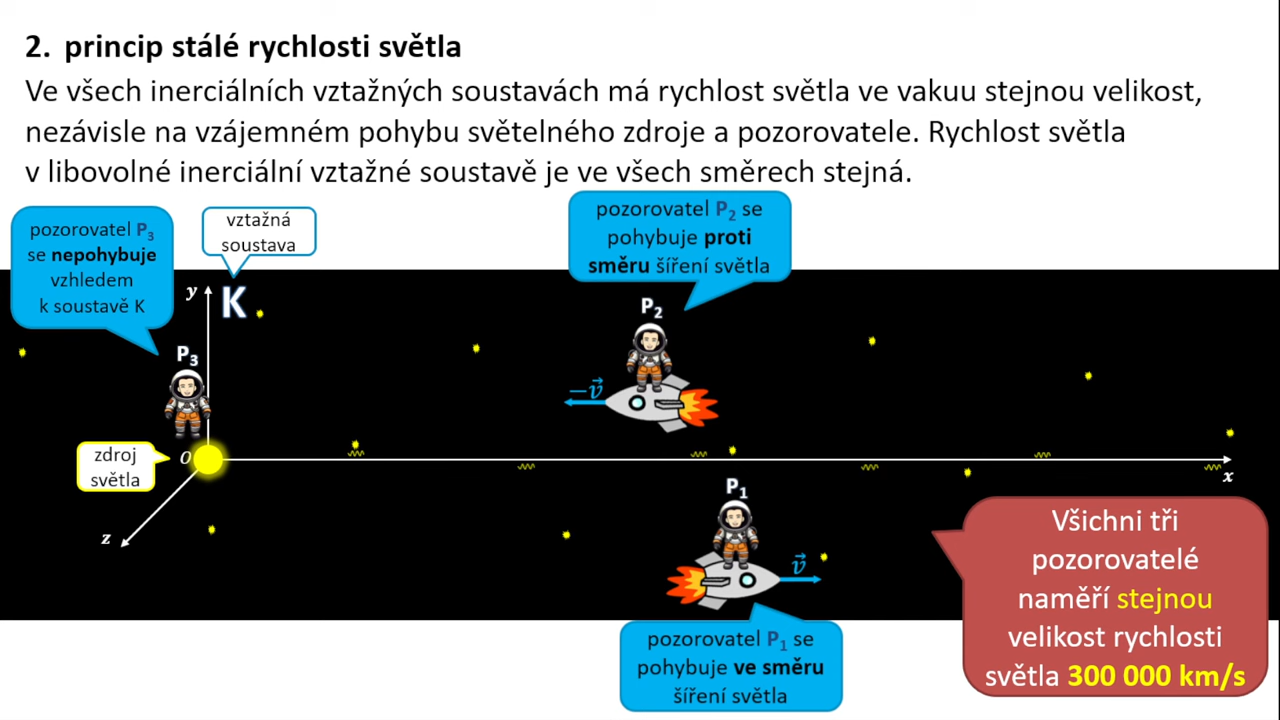 2. princip stálé rychlosti světla
Ve všech inerciálních vztažných soustavách má rychlost světla ve vakuu stejnou velikost,
nezávisle na vzájemném pohybu světelného zdroje a pozorovatele. Rychlost světla
v libovolné inerciální vztažné soustavě je ve všech směrech stejná.
pozorovatel P₃
se nepohybuje
vzhledem
k soustavě K
vztažná
soustava
pozorovatel P₂ se
pohybuje proti
směru šíření světla
y
K
P₂
P₃
−v⃗
zdroj
světla
O
x
z
P₁
v⃗
pozorovatel P₁ se
pohybuje ve směru
šíření světla
Všichni tři
pozorovatelé
naměří stejnou
velikost rychlosti
světla 300 000 km/s